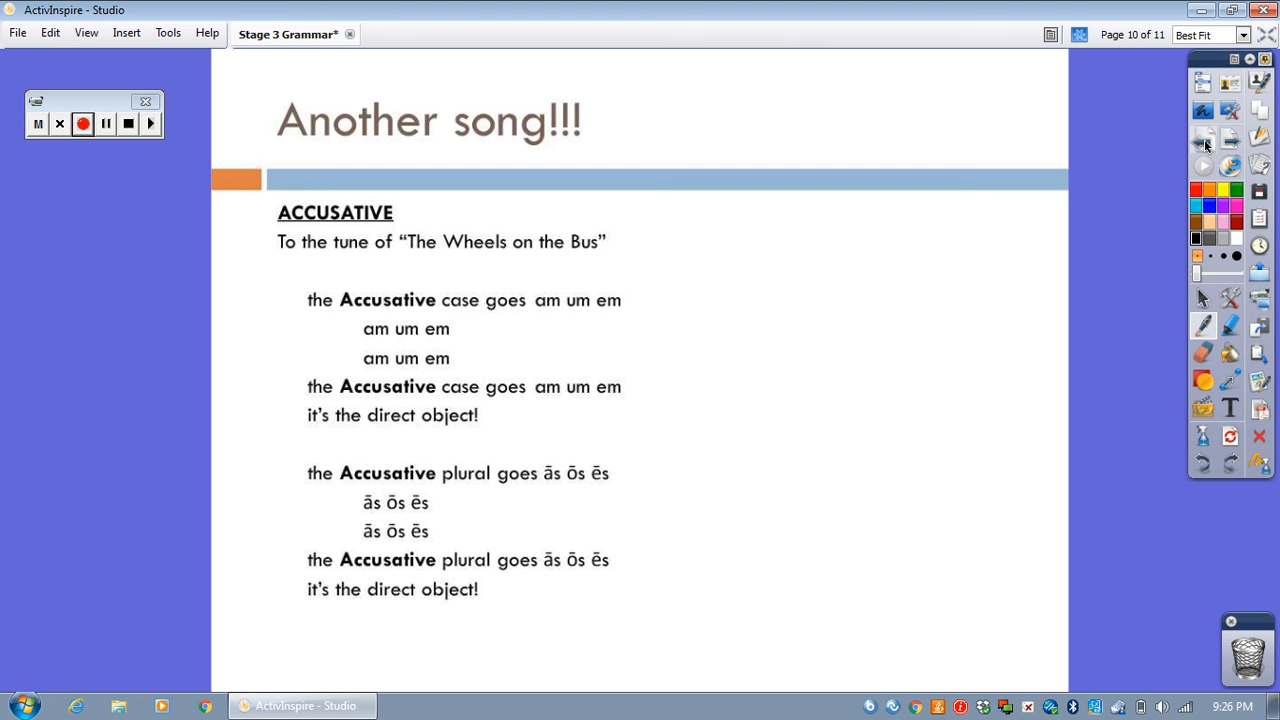 ActivInspire - Studio
File Edit View Insert Tools Help Stage 3 Grammar* Page 10 of 11 Best Fit
M
Another song!!!
ACCUSATIVE
To the tune of “The Wheels on the Bus”
the Accusative case goes am um em
am um em
am um em
the Accusative case goes am um em
it’s the direct object!
the Accusative plural goes ās ōs ēs
ās ōs ēs
ās ōs ēs
the Accusative plural goes ās ōs ēs
it’s the direct object!
T
ActivInspire - Studio
9:26 PM